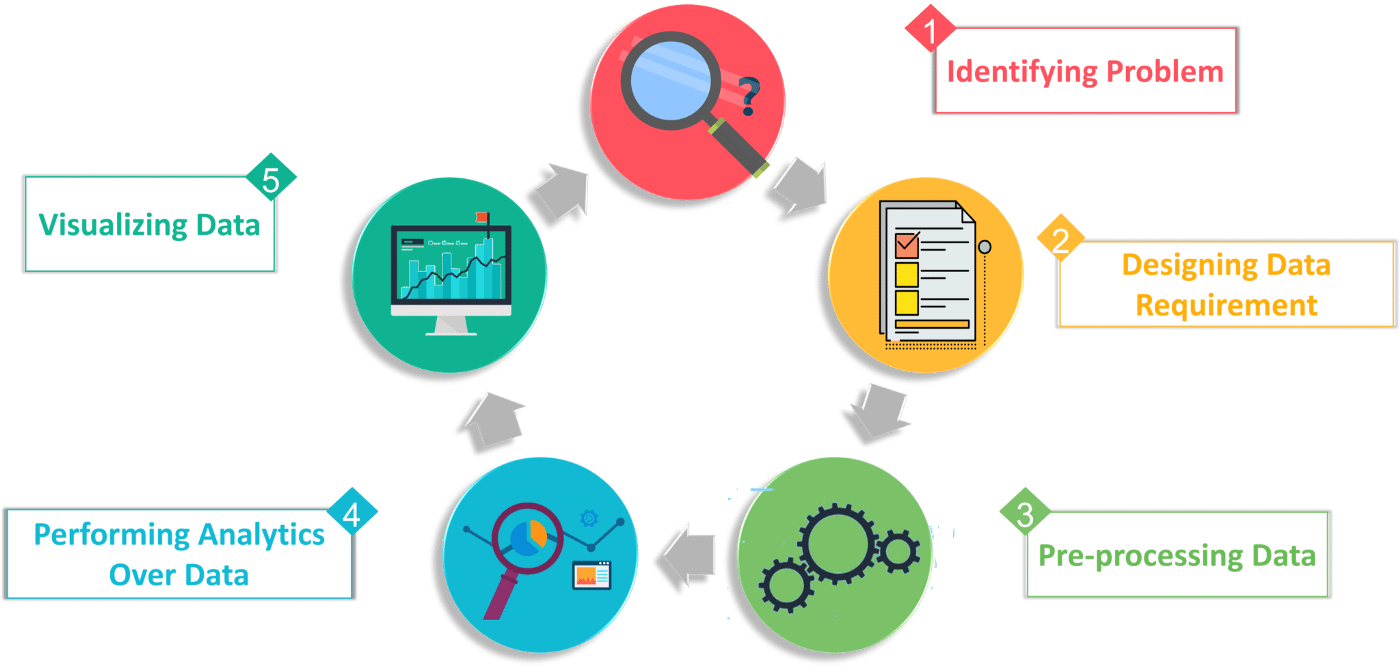 1
Identifying Problem
2
Designing Data
Requirement
3
Pre-processing Data
4
Performing Analytics
Over Data
5
Visualizing Data
?